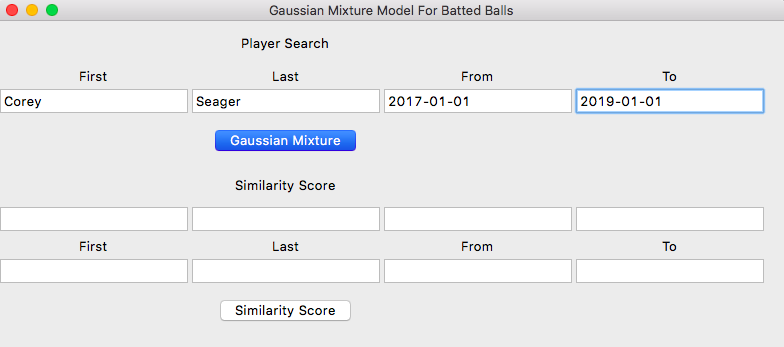 Gaussian Mixture Model For Batted Balls
Player Search
First Last From To
Corey Seager 2017-01-01 2019-01-01
Gaussian Mixture
Similarity Score
First Last From To
Similarity Score